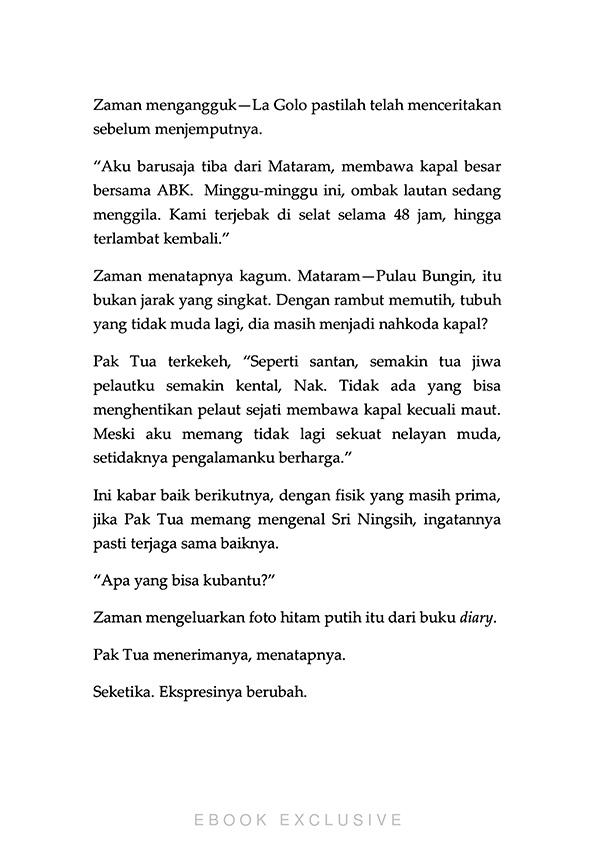 Zaman mengangguk—La Golo pastilah telah menceritakan
sebelum menjemputnya.
“Aku barusaja tiba dari Mataram, membawa kapal besar
bersama ABK.  Minggu-minggu ini, ombak lautan sedang
menggila. Kami terjebak di selat selama 48 jam, hingga
terlambat kembali.”
Zaman menatapnya kagum. Mataram—Pulau Bungin, itu
bukan jarak yang singkat. Dengan rambut memutih, tubuh
yang tidak muda lagi, dia masih menjadi nahkoda kapal?
Pak Tua terkekeh, “Seperti santan, semakin tua jiwa
pelautku semakin kental, Nak. Tidak ada yang bisa
menghentikan pelaut sejati membawa kapal kecuali maut.
Meski aku memang tidak lagi sekuat nelayan muda,
setidaknya pengalamanku berharga.”
Ini kabar baik berikutnya, dengan fisik yang masih prima,
jika Pak Tua memang mengenal Sri Ningsih, ingatannya
pasti terjaga sama baiknya.
“Apa yang bisa kubantu?”
Zaman mengeluarkan foto hitam putih itu dari buku diary.
Pak Tua menerimanya, menatapnya.
Seketika. Ekspresinya berubah.
EBOOK EXCLUSIVE